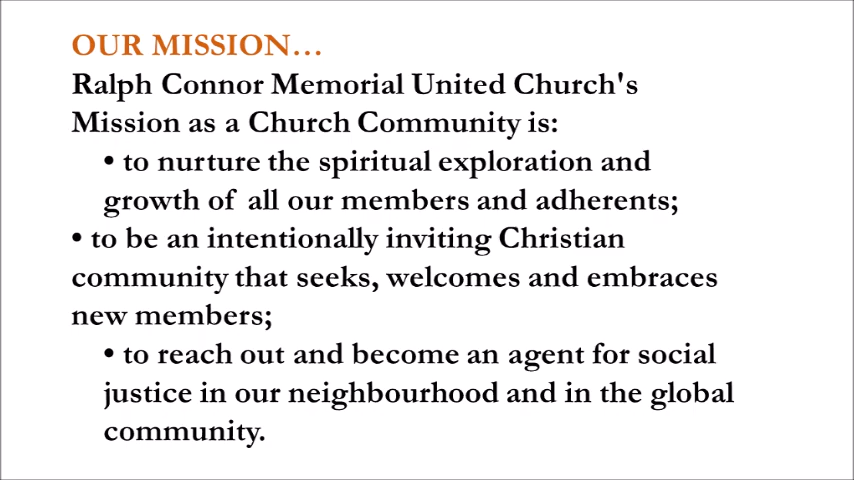 OUR MISSION…
Ralph Connor Memorial United Church's
Mission as a Church Community is:
• to nurture the spiritual exploration and
growth of all our members and adherents;
• to be an intentionally inviting Christian
community that seeks, welcomes and embraces
new members;
• to reach out and become an agent for social
justice in our neighbourhood and in the global
community.